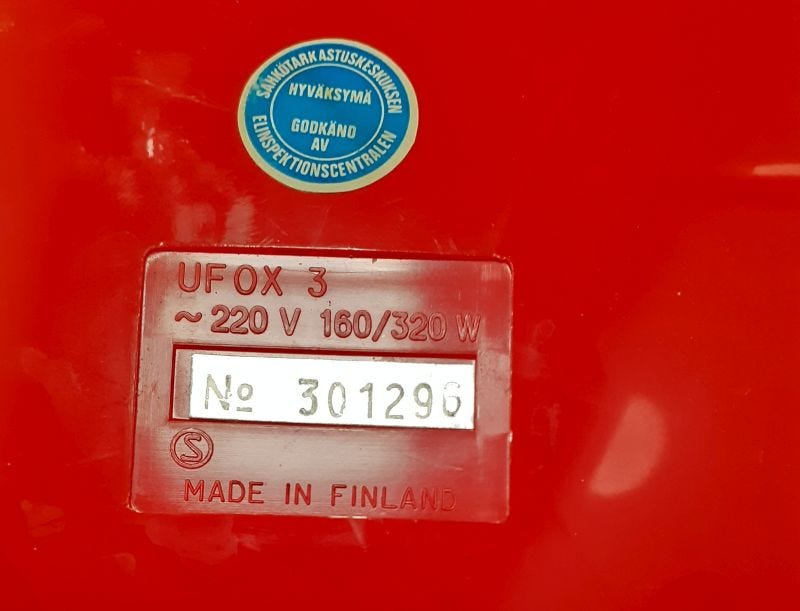 SÄHKÖTARKASTUSKESKUKSEN
HYVÄKSYMÄ
GODKÄND
AV
ELINSPEKTIONSCENTRALEN
UFOX 3
~ 220 V 160/320 W
№ 301296
S
MADE IN FINLAND